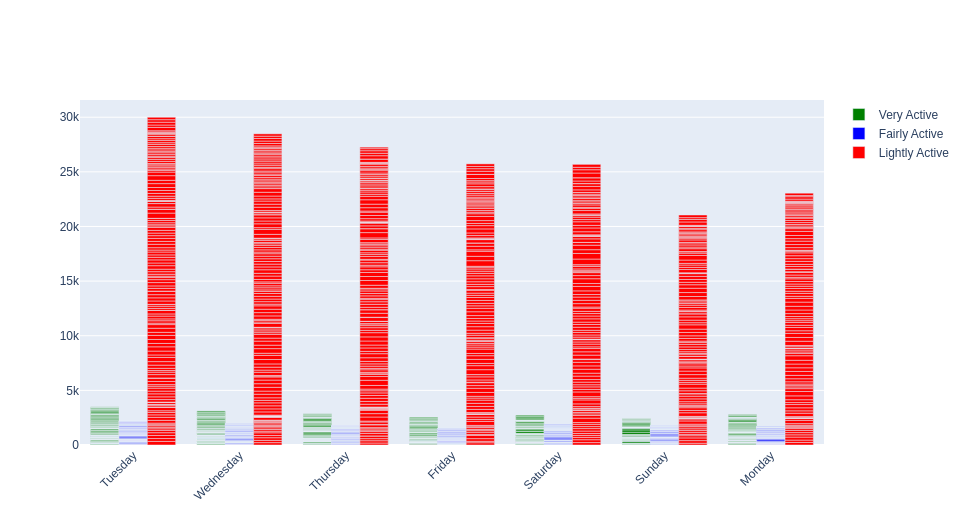 30k
25k
20k
15k
10k
5k
0
Tuesday
Wednesday
Thursday
Friday
Saturday
Sunday
Monday
Very Active
Fairly Active
Lightly Active